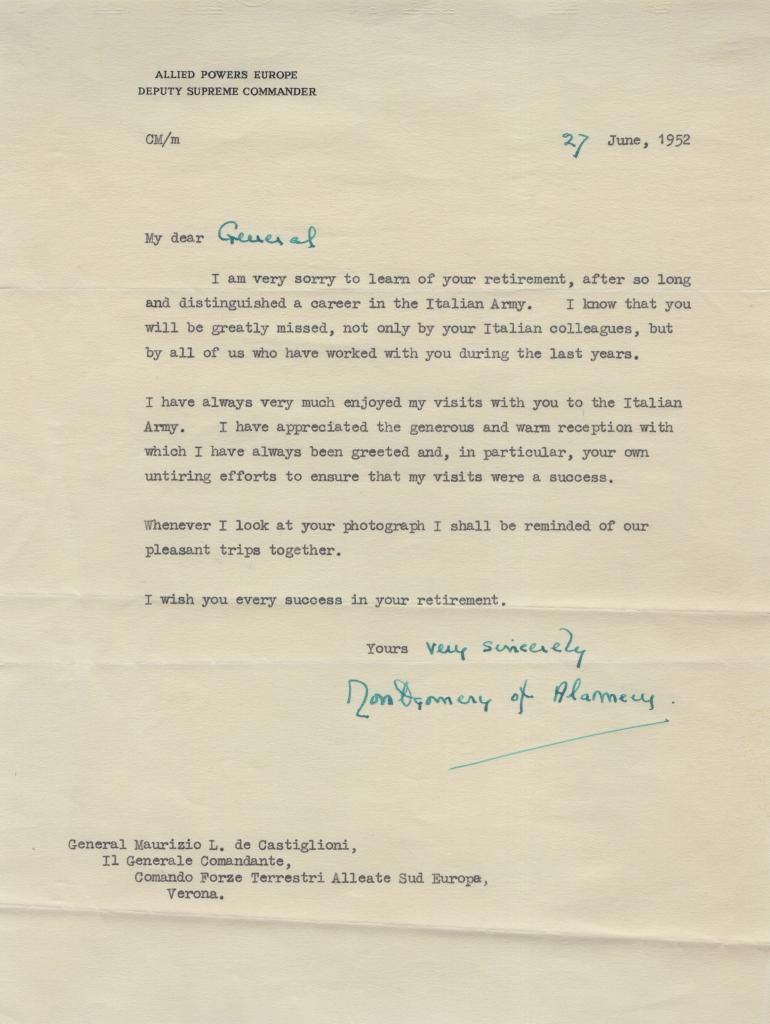 ALLIED POWERS EUROPE
DEPUTY SUPREME COMMANDER
CM/m
27 June, 1952
My dear General
I am very sorry to learn of your retirement, after so long
and distinguished a career in the Italian Army. I know that you
will be greatly missed, not only by your Italian colleagues, but
by all of us who have worked with you during the last years.
I have always very much enjoyed my visits with you to the Italian
Army. I have appreciated the generous and warm reception with
which I have always been greeted and, in particular, your own
untiring efforts to ensure that my visits were a success.
Whenever I look at your photograph I shall be reminded of our
pleasant trips together.
I wish you every success in your retirement.
Yours very sincerely
Montgomery of Alamein.
General Maurizio L. de Castiglioni,
Il Generale Comandante,
Comando Forze Terrestri Alleate Sud Europa,
Verona.